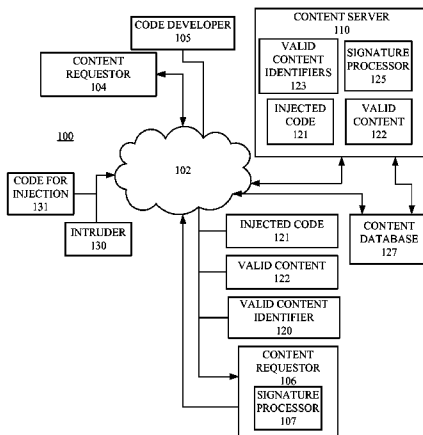 CODE DEVELOPER
105
CONTENT
REQUESTOR
104
CONTENT SERVER
110
VALID
CONTENT
IDENTIFIERS
123
SIGNATURE
PROCESSOR
125
INJECTED
CODE
121
VALID
CONTENT
122
100
102
CODE FOR
INJECTION
131
INTRUDER
130
INJECTED CODE
121
VALID CONTENT
122
VALID CONTENT
IDENTIFIER
120
CONTENT
DATABASE
127
CONTENT
REQUESTOR
106
SIGNATURE
PROCESSOR
107